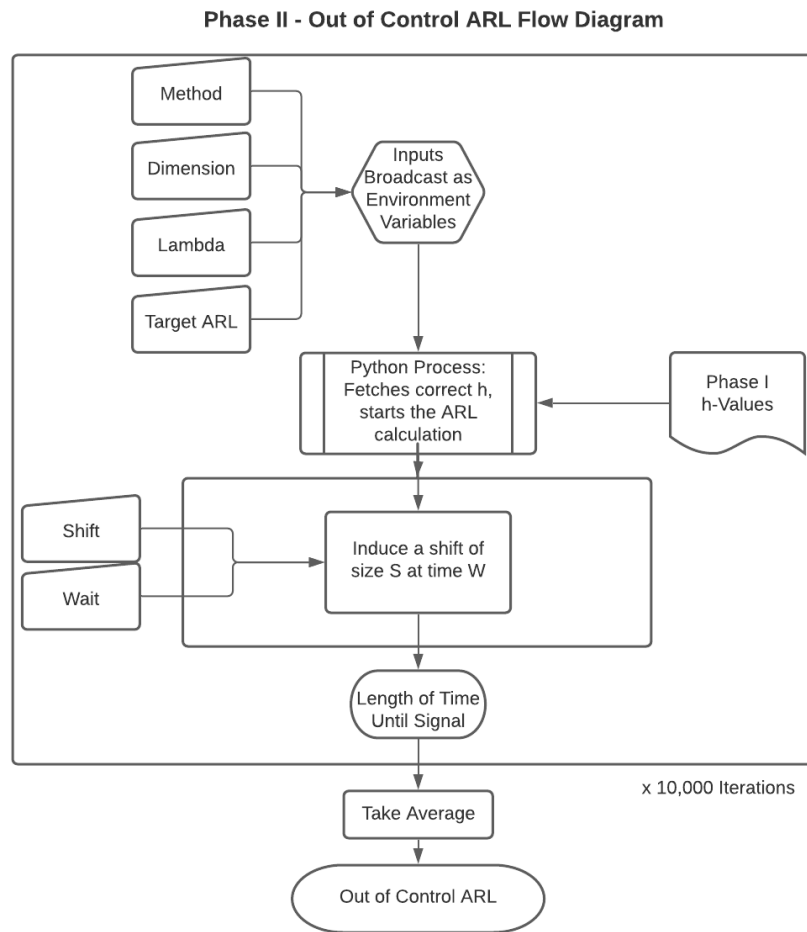 Phase II - Out of Control ARL Flow Diagram
Method
Dimension
Lambda
Target ARL
Inputs
Broadcast as
Environment
Variables
Python Process:
Fetches correct h,
starts the ARL
calculation
Phase I
h-Values
Shift
Wait
Induce a shift of
size S at time W
Length of Time
Until Signal
x 10,000 Iterations
Take Average
Out of Control ARL